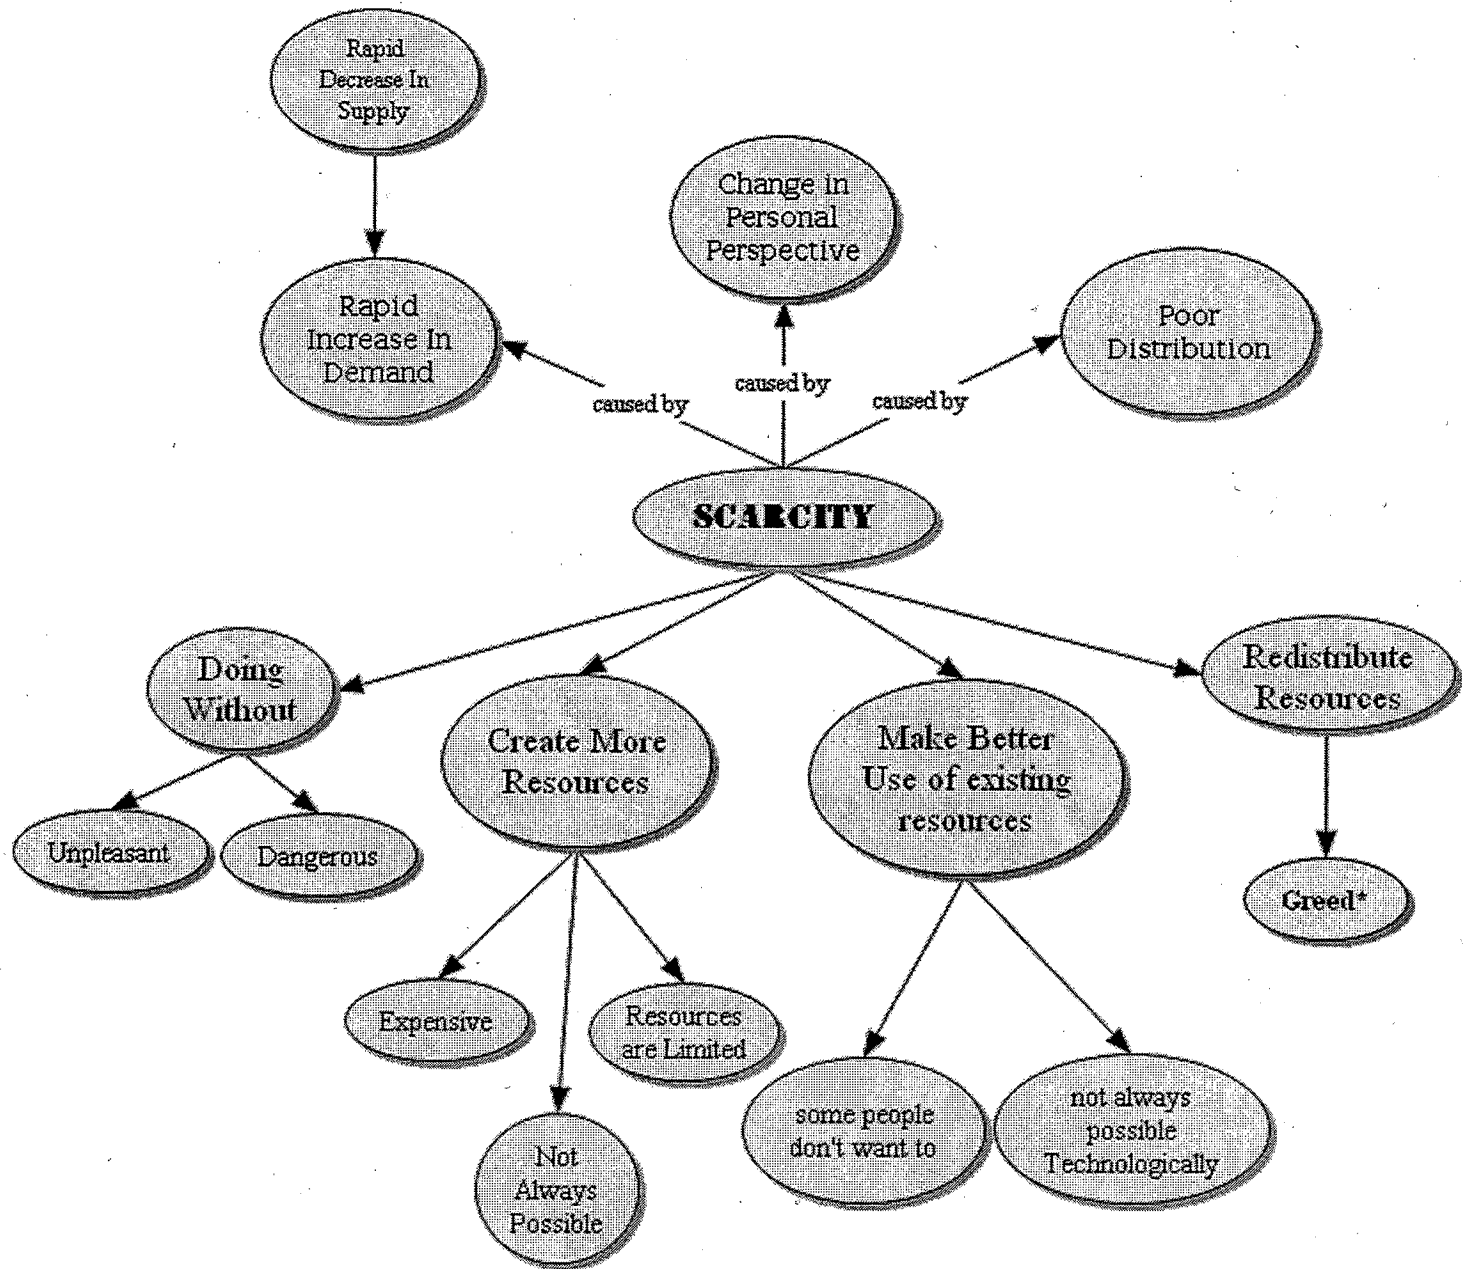 Rapid
Decrease In
Supply
Change in
Personal
Perspective
Rapid
Increase In
Demand
Poor
Distribution
caused by
caused by
caused by
SCARCITY
Doing
Without
Create More
Resources
Make Better
Use of existing
resources
Redistribute
Resources
Unpleasant
Dangerous
Greed*
Expensive
Resources
are Limited
Not
Always
Possible
some people
don't want to
not always
possible
Technologically